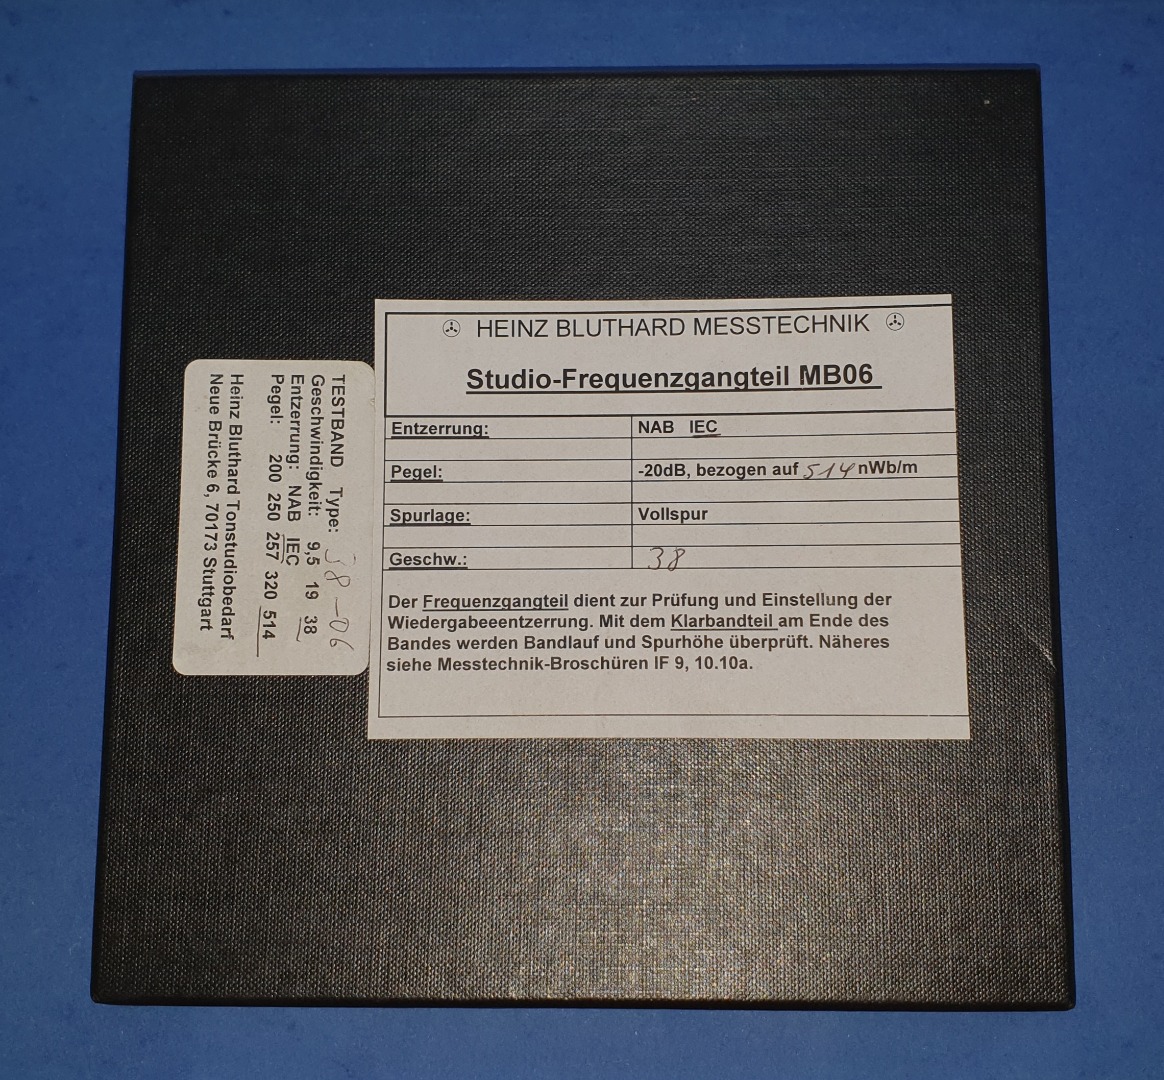 HEINZ BLUTHARD MESSTECHNIK
Studio-Frequenzgangteil MB06
Entzerrung: NAB IEC
Pegel: -20dB, bezogen auf 514 nWb/m
Spurlage: Vollspur
Geschw.: 38
Der Frequenzgangteil dient zur Prüfung und Einstellung der
Wiedergabeeentzerrung. Mit dem Klarbandteil am Ende des
Bandes werden Bandlauf und Spurhöhe überprüft. Näheres
siehe Messtechnik-Broschüren IF 9, 10.10a.
TESTBAND Type: 38-06
Geschwindigkeit: 9,5 19 38
Entzerrung: NAB IEC
Pegel: 200 250 257 320 514
Heinz Bluthard Tonstudiobedarf
Neue Brücke 6, 70173 Stuttgart